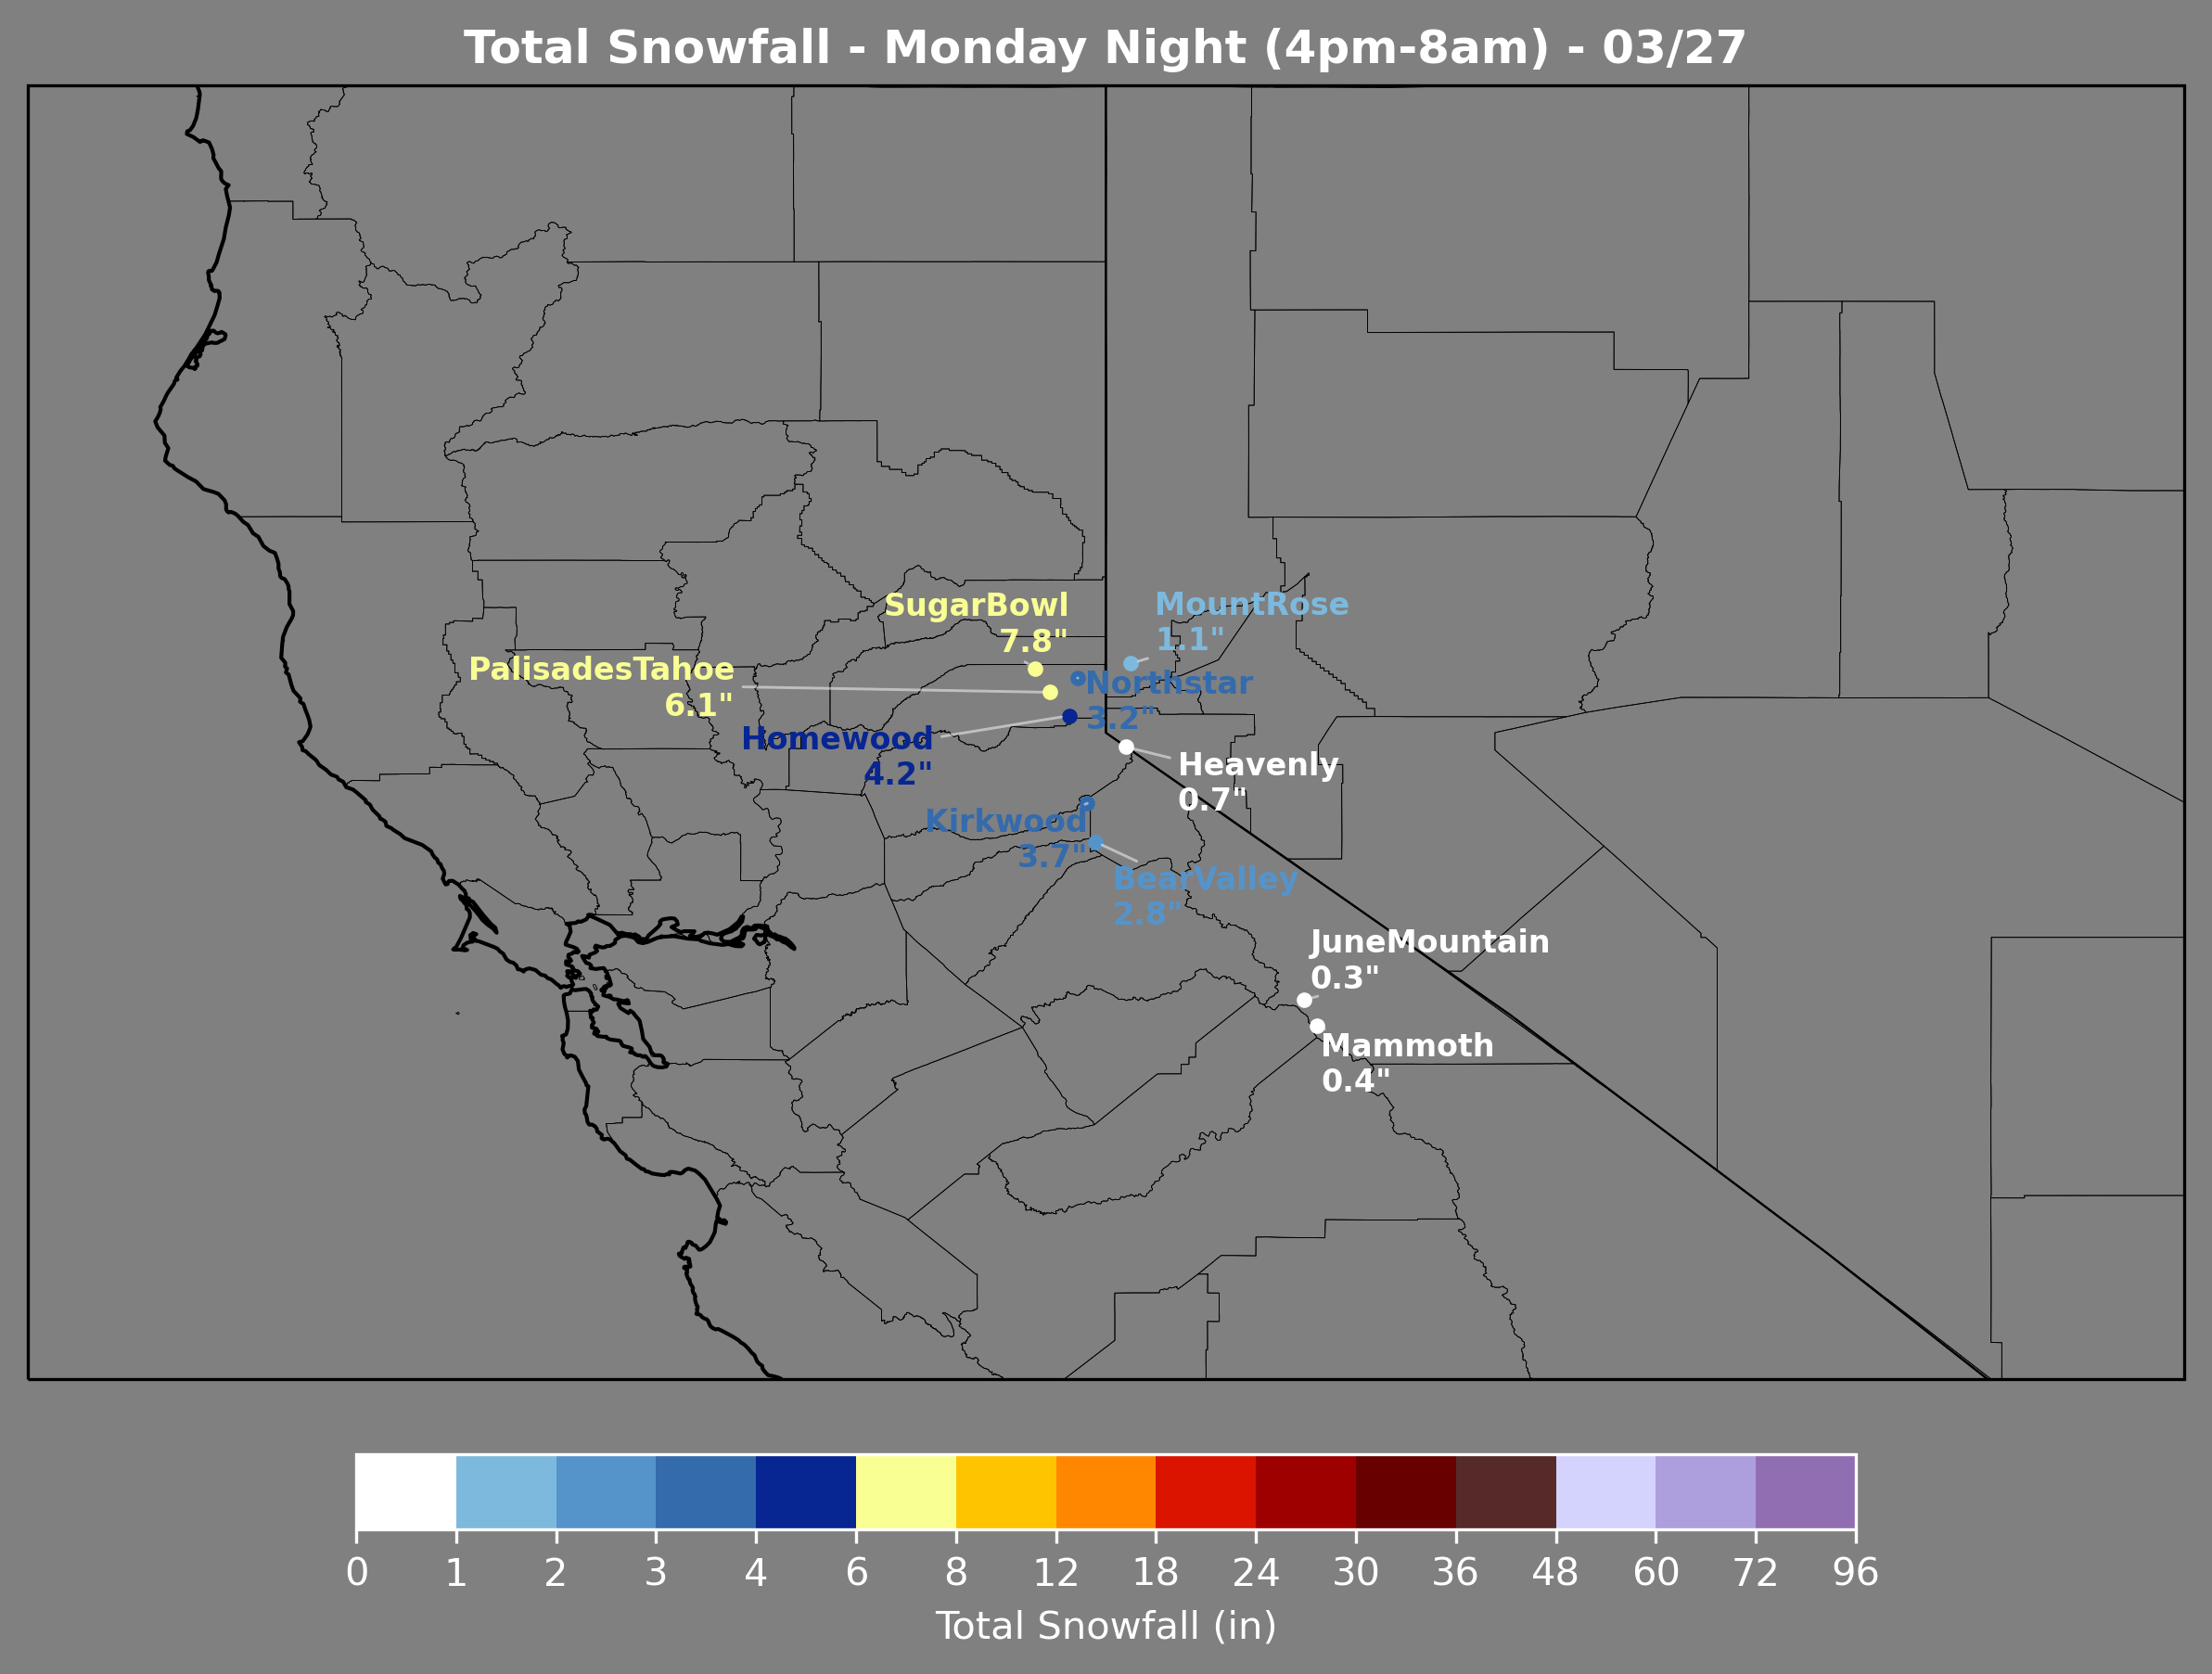 Total Snowfall - Monday Night (4pm-8am) - 03/27
SugarBowl
7.8"
MountRose
1.1"
PalisadesTahoe
6.1"
Northstar
3.2"
Homewood
4.2"
Heavenly
0.7"
Kirkwood
3.7"
BearValley
2.8"
JuneMountain
0.3"
Mammoth
0.4"
0 1 2 3 4 6 8 12 18 24 30 36 48 60 72 96
Total Snowfall (in)